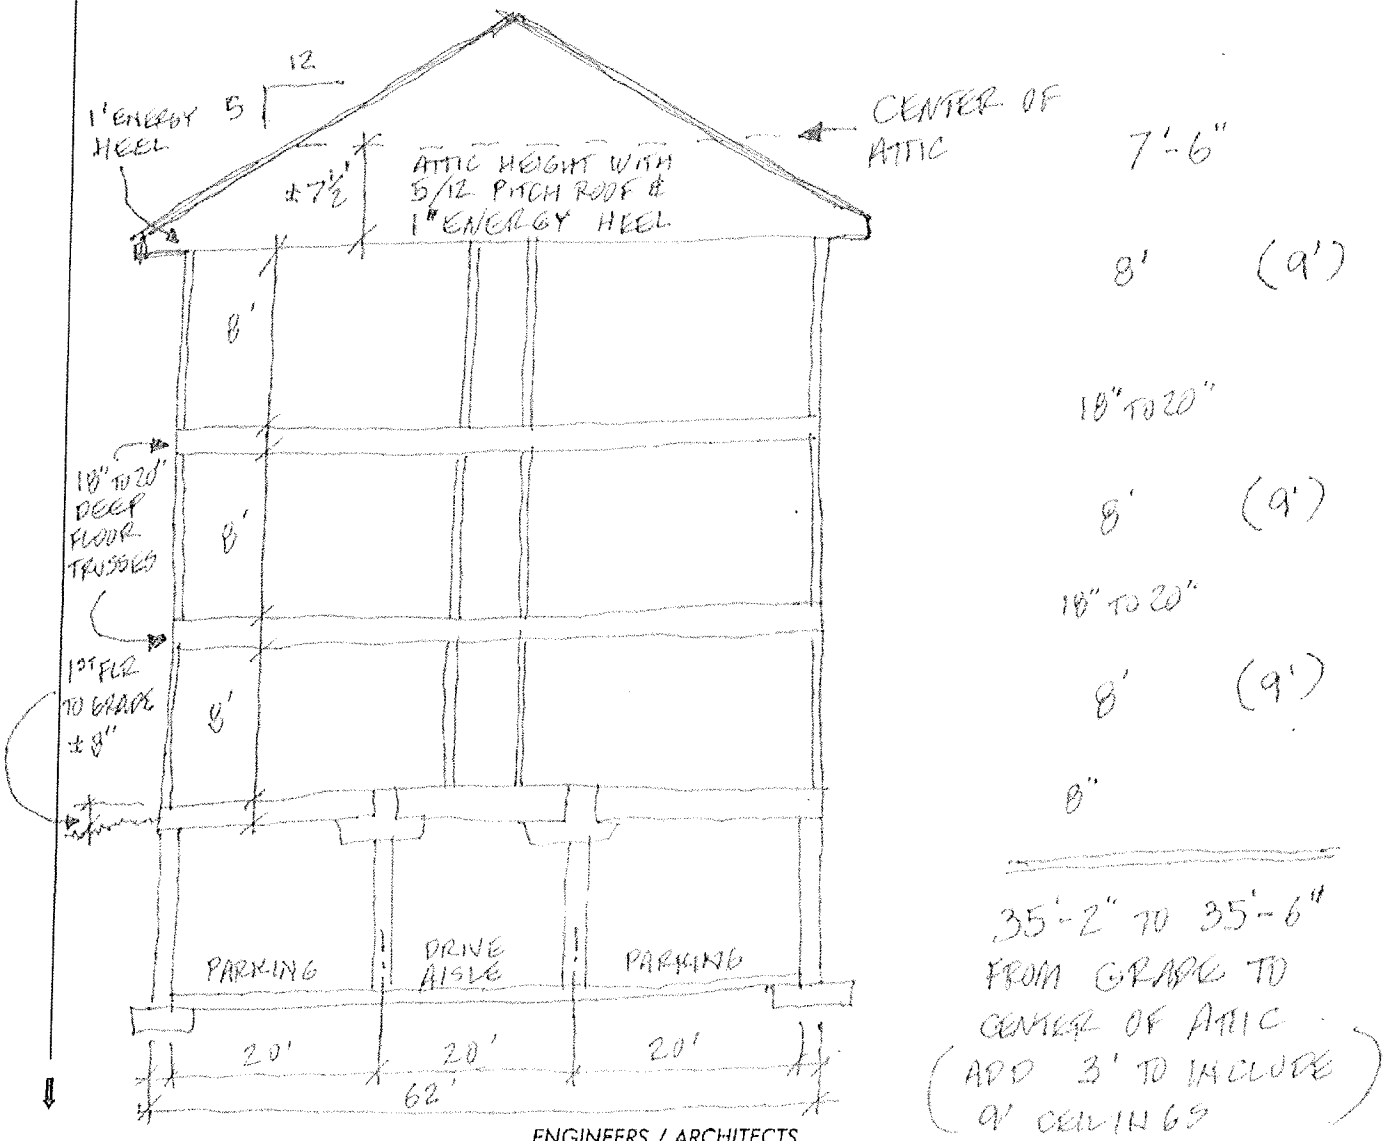 12
5
1' ENERGY
HEEL
CENTER OF
ATTIC
7'-6"
±7½'
ATTIC HEIGHT WITH
5/12 PITCH ROOF &
1" ENERGY HEEL
8'
8' (9')
18" TO 20"
18" TO 20"
DEEP
FLOOR
TRUSSES
8'
8' (9')
18" TO 20"
1ST FLR
TO GRADE
±8"
8'
8' (9')
8"
35'-2" TO 35'-6"
FROM GRADE TO
CENTER OF ATTIC
(ADD 3' TO INCLUDE
9' CEILINGS)
PARKING
DRIVE
AISLE
PARKING
20'
20'
20'
62'
ENGINEERS / ARCHITECTS